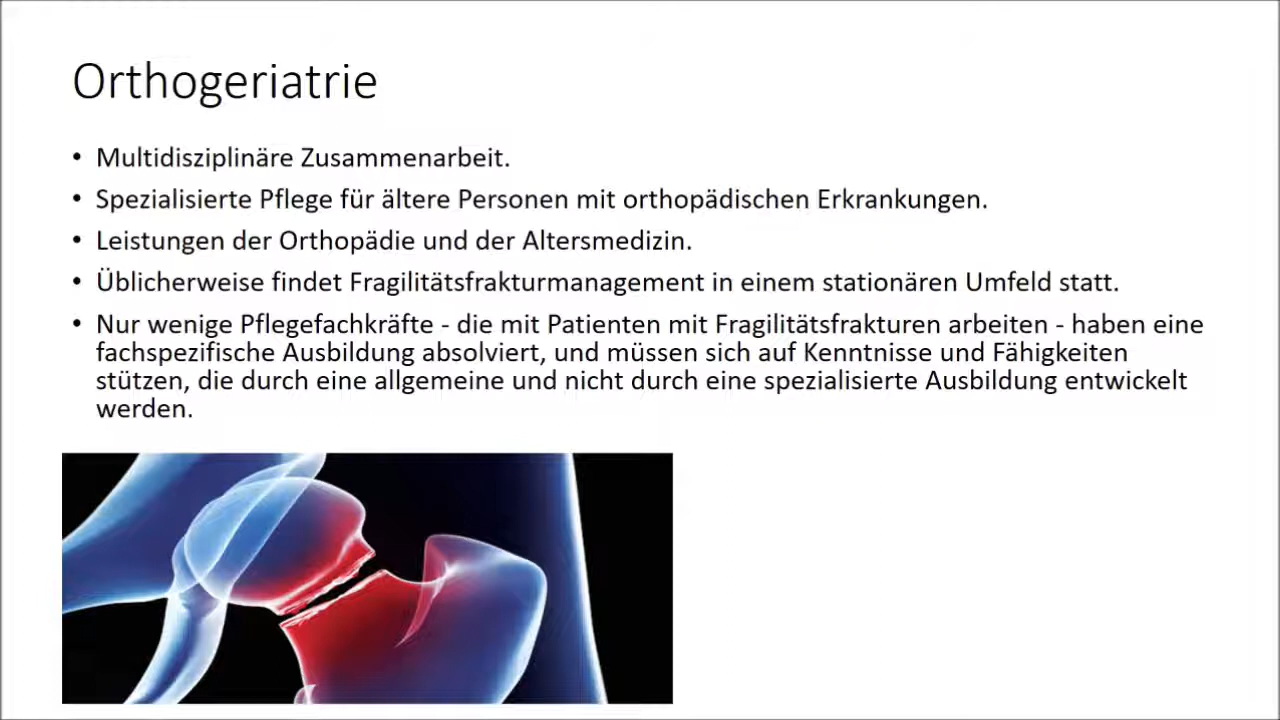 Orthogeriatrie
• Multidisziplinäre Zusammenarbeit.
• Spezialisierte Pflege für ältere Personen mit orthopädischen Erkrankungen.
• Leistungen der Orthopädie und der Altersmedizin.
• Üblicherweise findet Fragilitätsfrakturmanagement in einem stationären Umfeld statt.
• Nur wenige Pflegefachkräfte - die mit Patienten mit Fragilitätsfrakturen arbeiten - haben eine
fachspezifische Ausbildung absolviert, und müssen sich auf Kenntnisse und Fähigkeiten
stützen, die durch eine allgemeine und nicht durch eine spezialisierte Ausbildung entwickelt
werden.